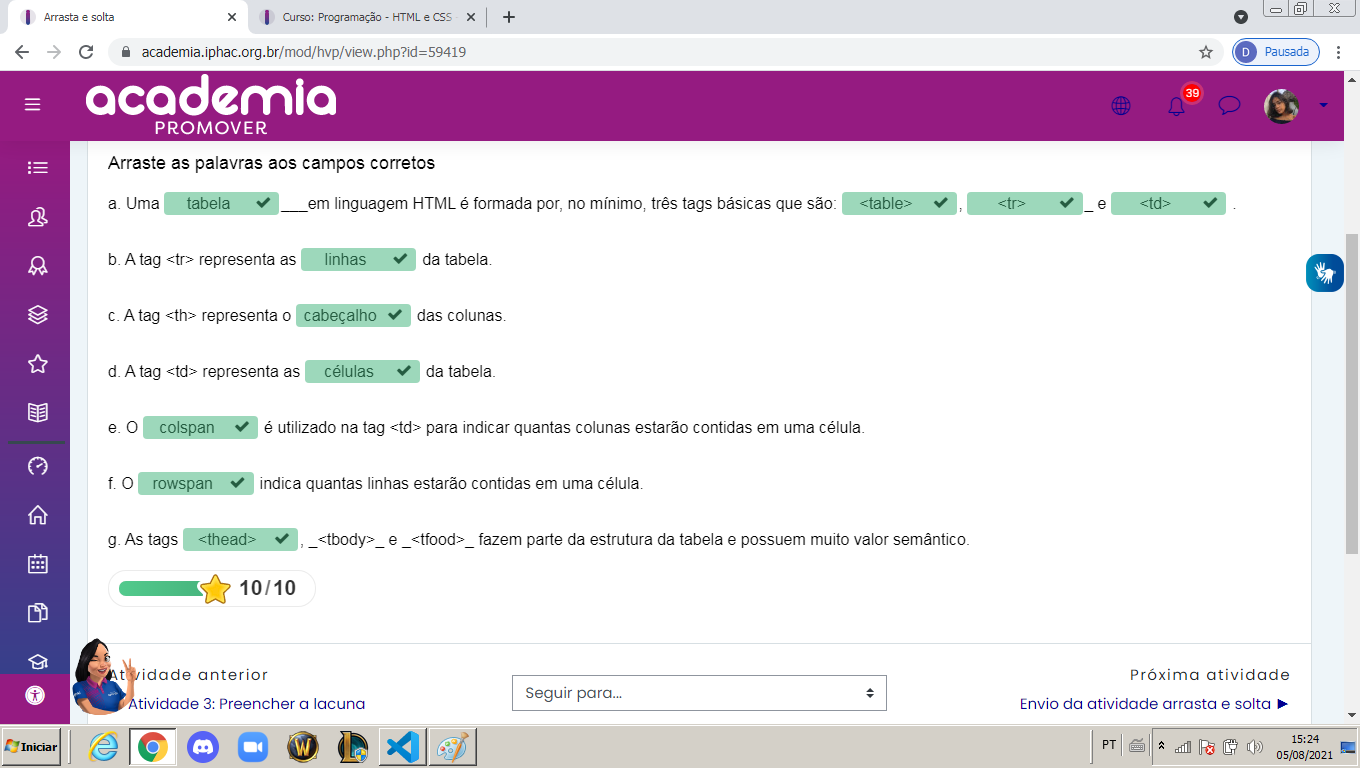 Arrasta e solta
Curso: Programação - HTML e CSS
academia.iphac.org.br/mod/hvp/view.php?id=59419
D Pausada
academia
PROMOVER
39
Arraste as palavras aos campos corretos
a. Uma tabela ___em linguagem HTML é formada por, no mínimo, três tags básicas que são: <table> , <tr> _ e <td> .
b. A tag <tr> representa as linhas da tabela.
c. A tag <th> representa o cabeçalho das colunas.
d. A tag <td> representa as células da tabela.
e. O colspan é utilizado na tag <td> para indicar quantas colunas estarão contidas em uma célula.
f. O rowspan indica quantas linhas estarão contidas em uma célula.
g. As tags <thead> , _<tbody>_ e _<tfood>_ fazem parte da estrutura da tabela e possuem muito valor semântico.
10/10
Atividade anterior
Atividade 3: Preencher a lacuna
Seguir para...
Próxima atividade
Envio da atividade arrasta e solta ►
Iniciar
PT
15:24
05/08/2021